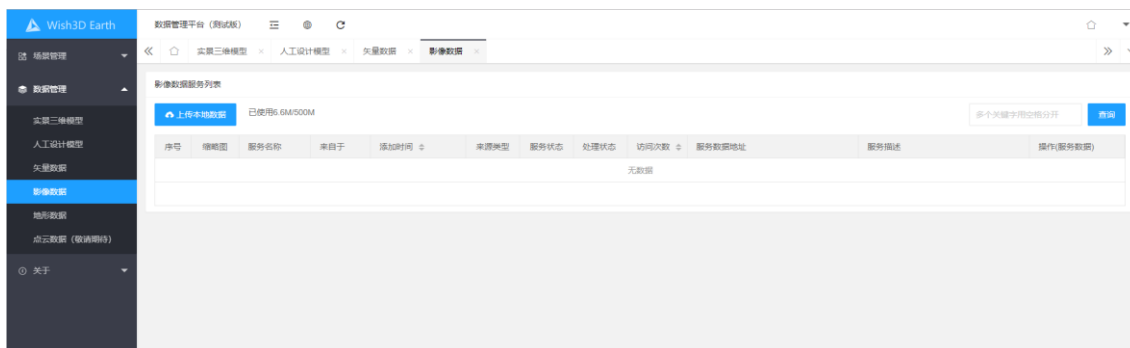 Wish3D Earth
数据管理平台（测试版）
场景管理
实景三维模型 × 人工设计模型 × 矢量数据 × 影像数据 ×
数据管理
影像数据服务列表
上传本地数据 已使用6.6M/500M 多个关键字用空格分开 查询
实景三维模型
人工设计模型
矢量数据
影像数据
地形数据
点云数据（敬请期待）
关于
序号 缩略图 服务名称 来自于 添加时间 来源类型 服务状态 处理状态 访问次数 服务数据地址 服务描述 操作(服务数据)
无数据